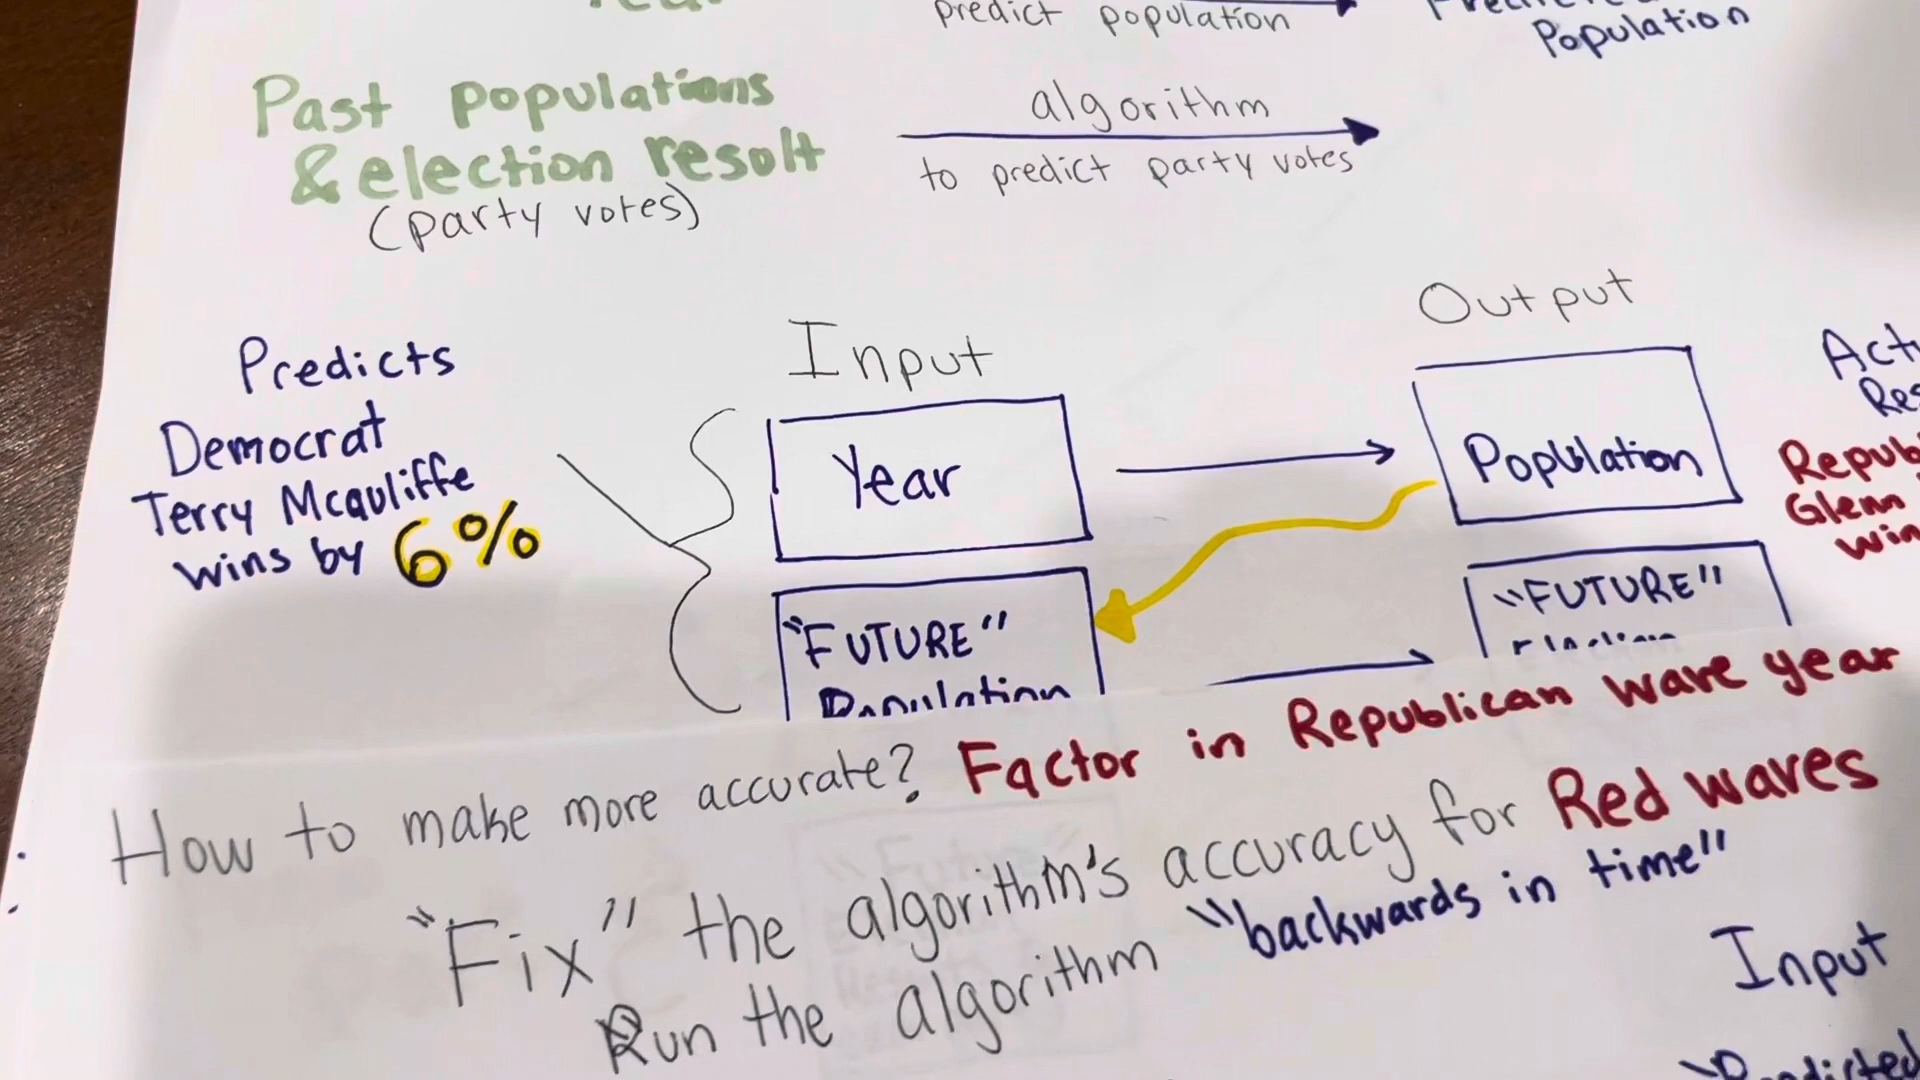 predict population
Population
Past populations
& election result
(party votes)
algorithm
to predict party votes
Predicts
Democrat
Terry Mcauliffe
wins by 6%
Input
Year
"FUTURE"
Population
Output
Population
"FUTURE"
Election
Glenn
How to make more accurate? Factor in Republican wave year
"Fix" the algorithm's accuracy for Red waves
Run the algorithm "backwards in time"
Input